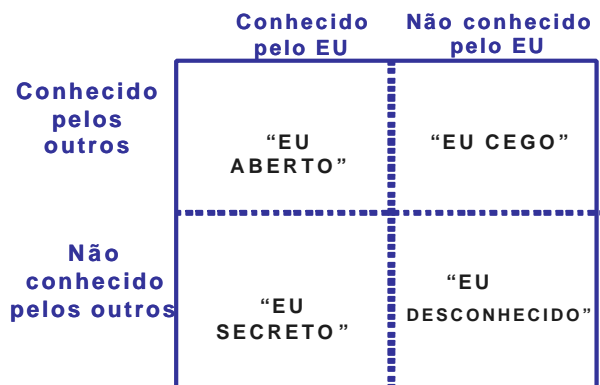 Conhecido
pelo EU
Não conhecido
pelo EU
Conhecido
pelos
outros
“EU
ABERTO”
“EU CEGO”
Não
conhecido
pelos outros
“EU
SECRETO”
“EU
DESCONHECIDO”